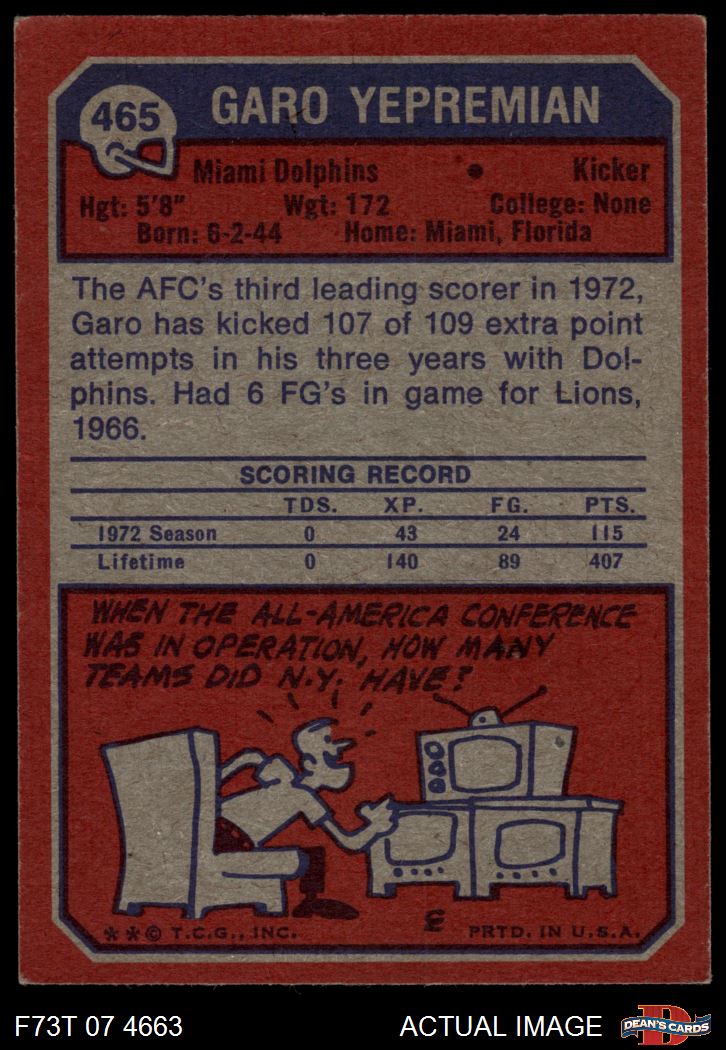 465
GARO YEPREMIAN
Miami Dolphins • Kicker
Hgt: 5'8" Wgt: 172 College: None
Born: 6-2-44 Home: Miami, Florida
The AFC's third leading scorer in 1972,
Garo has kicked 107 of 109 extra point
attempts in his three years with Dol-
phins. Had 6 FG's in game for Lions,
1966.
SCORING RECORD
TDS. XP. FG. PTS.
1972 Season 0 43 24 115
Lifetime 0 140 89 407
WHEN THE ALL-AMERICA CONFERENCE
WAS IN OPERATION, HOW MANY
TEAMS DID N.Y. HAVE?
**© T.C.G., INC. PRTD. IN U.S.A.
F73T 07 4663 ACTUAL IMAGE
DEAN'S CARDS